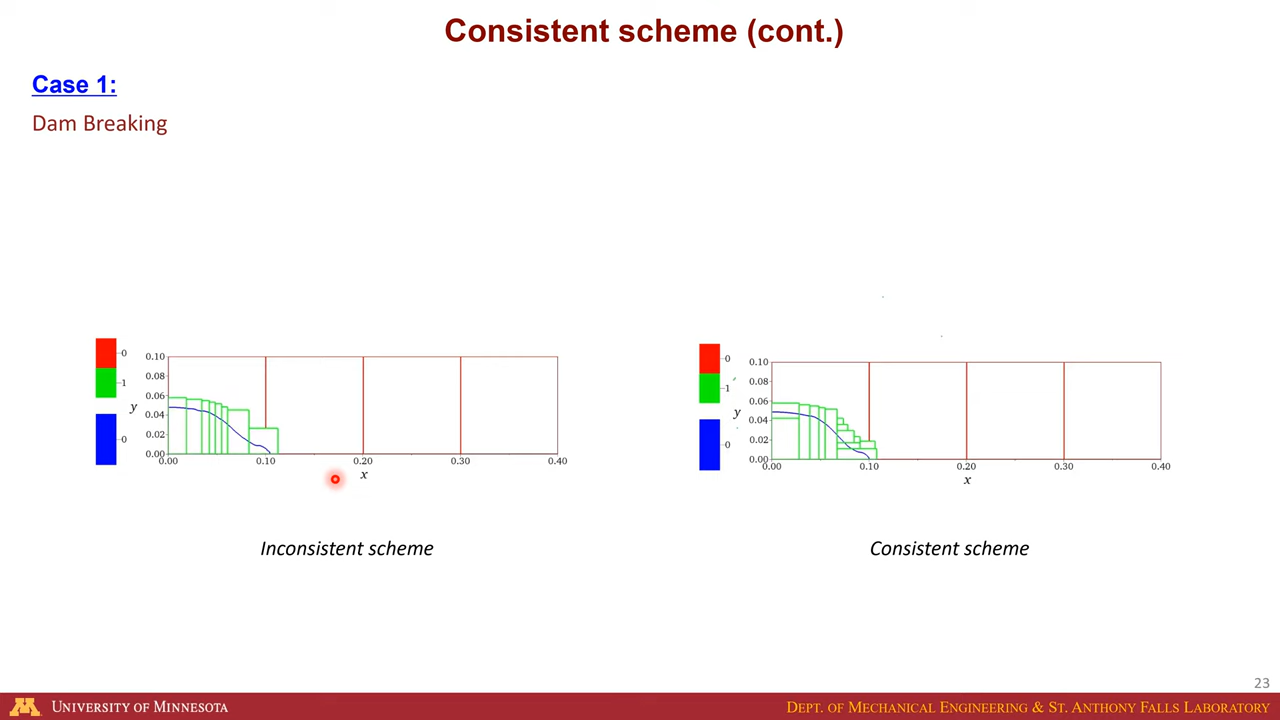 Consistent scheme (cont.)
Case 1:
Dam Breaking
0
1
0
0.10
0.08
0.06
0.04
0.02
0.00
y
0.00 0.10 0.20 0.30 0.40
x
Inconsistent scheme
0
1
0
0.10
0.08
0.06
0.04
0.02
0.00
y
0.00 0.10 0.20 0.30 0.40
x
Consistent scheme
23
UNIVERSITY OF MINNESOTA
DEPT. OF MECHANICAL ENGINEERING & ST. ANTHONY FALLS LABORATORY